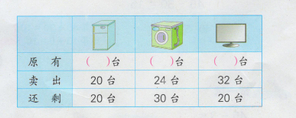 原有 ( )台 ( )台 ( )台
卖出 20台 24台 32台
还剩 20台 30台 20台